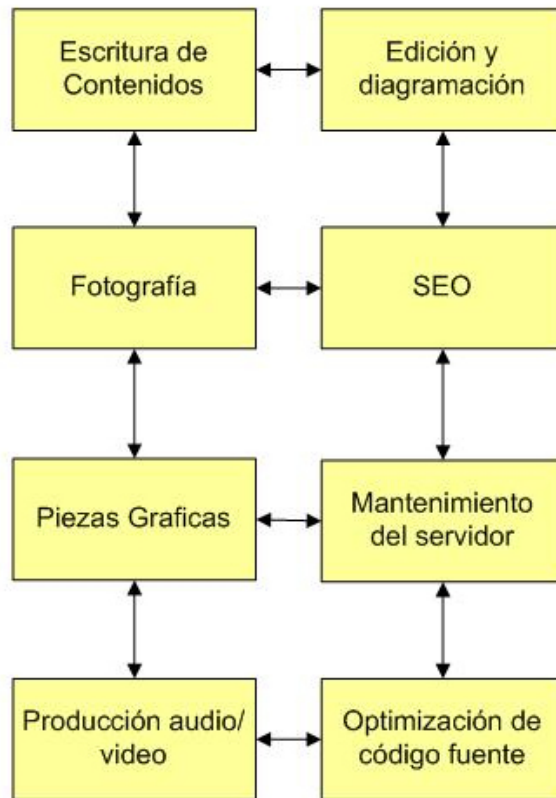 Escritura de
Contenidos
Edición y
diagramación
Fotografía
SEO
Piezas Graficas
Mantenimiento
del servidor
Producción audio/
video
Optimización de
código fuente